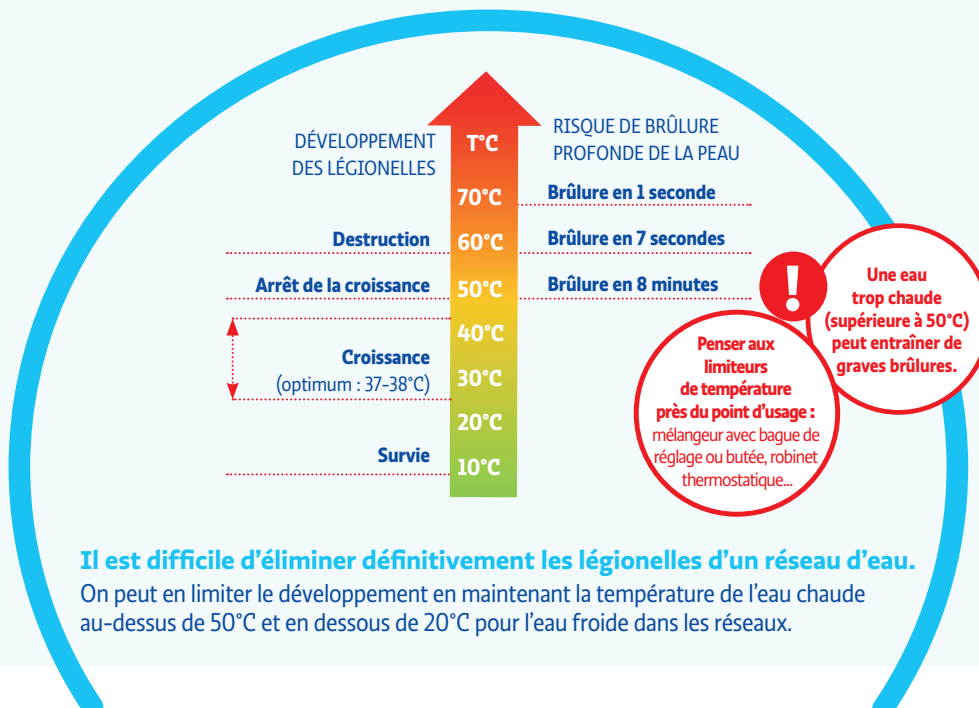 DÉVELOPPEMENT
DES LÉGIONELLES
T°C
RISQUE DE BRÛLURE
PROFONDE DE LA PEAU
70°C
Brûlure en 1 seconde
Destruction
60°C
Brûlure en 7 secondes
Arrêt de la croissance
50°C
Brûlure en 8 minutes
40°C
Croissance
(optimum : 37-38°C)
30°C
20°C
Survie
10°C
!
Une eau
trop chaude
(supérieure à 50°C)
peut entraîner de
graves brûlures.
Penser aux
limiteurs
de température
près du point d'usage :
mélangeur avec bague de
réglage ou butée, robinet
thermostatique...
Il est difficile d'éliminer définitivement les légionelles d'un réseau d'eau.
On peut en limiter le développement en maintenant la température de l'eau chaude
au-dessus de 50°C et en dessous de 20°C pour l'eau froide dans les réseaux.